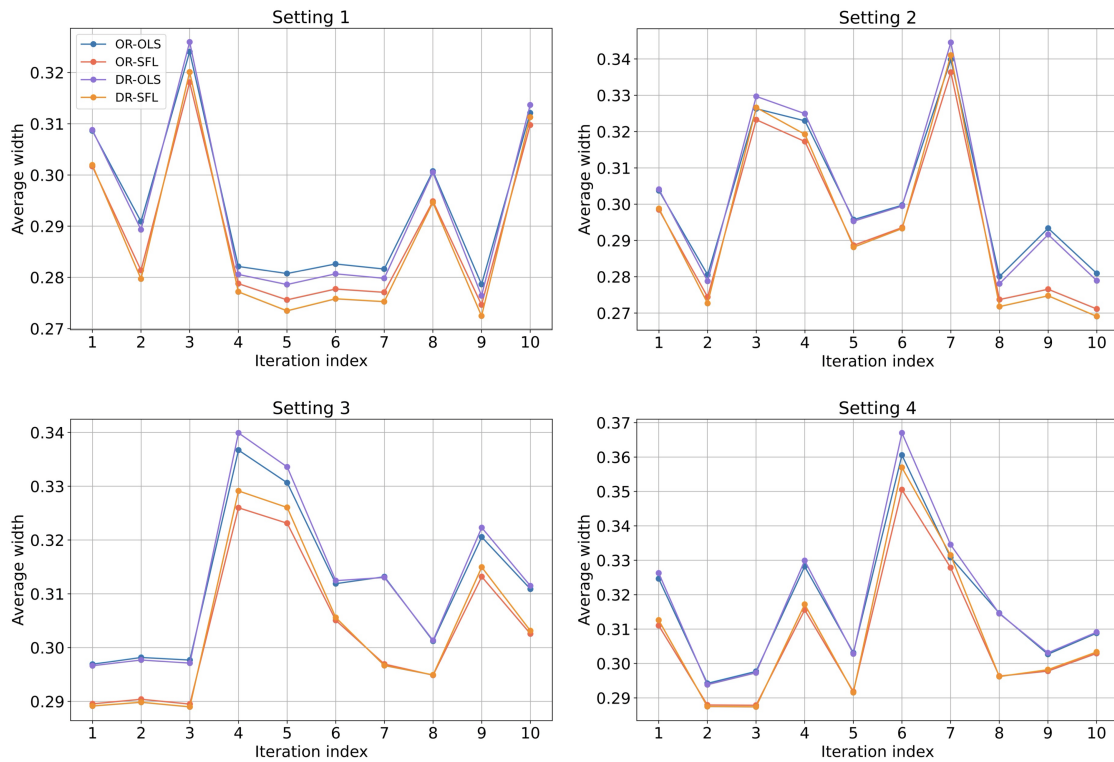 Setting 1
OR-OLS
OR-SFL
DR-OLS
DR-SFL
Average width
0.32
0.31
0.30
0.29
0.28
0.27
1 2 3 4 5 6 7 8 9 10
Iteration index
Setting 2
Average width
0.34
0.33
0.32
0.31
0.30
0.29
0.28
0.27
1 2 3 4 5 6 7 8 9 10
Iteration index
Setting 3
Average width
0.34
0.33
0.32
0.31
0.30
0.29
1 2 3 4 5 6 7 8 9 10
Iteration index
Setting 4
Average width
0.37
0.36
0.35
0.34
0.33
0.32
0.31
0.30
0.29
1 2 3 4 5 6 7 8 9 10
Iteration index